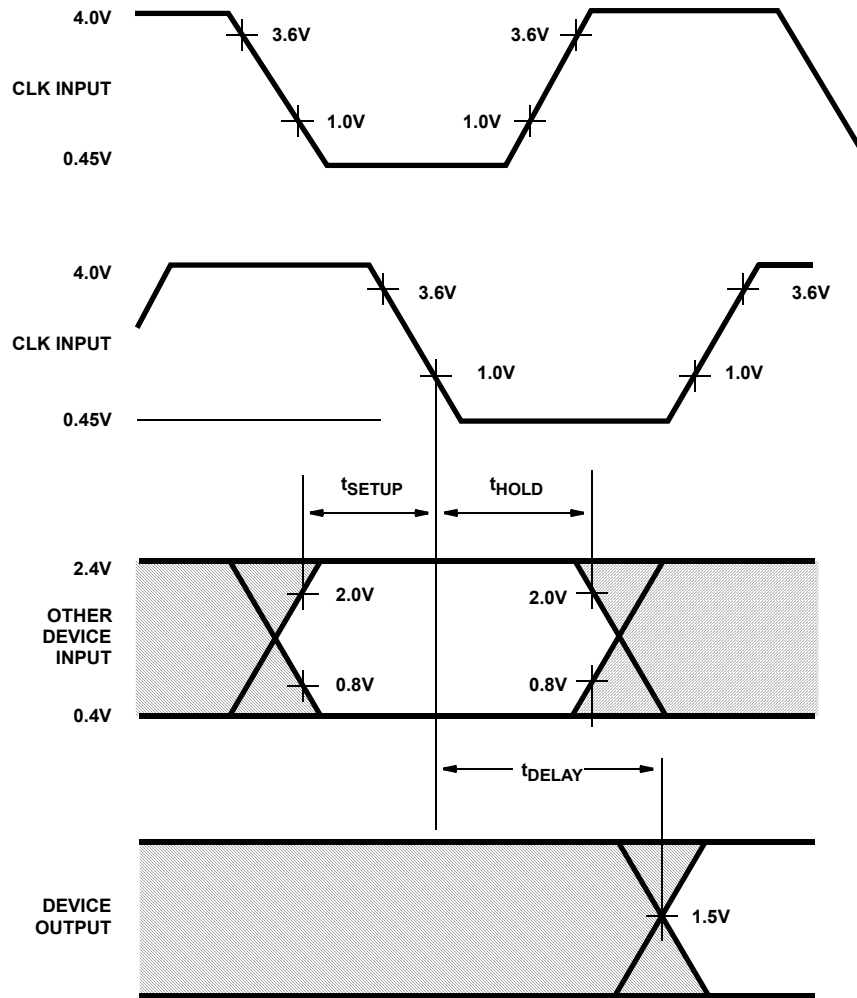 4.0V
3.6V
3.6V
CLK INPUT
1.0V
1.0V
0.45V
4.0V
3.6V
3.6V
CLK INPUT
1.0V
1.0V
0.45V
tSETUP
tHOLD
2.4V
2.0V
2.0V
OTHER
DEVICE
INPUT
0.8V
0.8V
0.4V
tDELAY
DEVICE
OUTPUT
1.5V